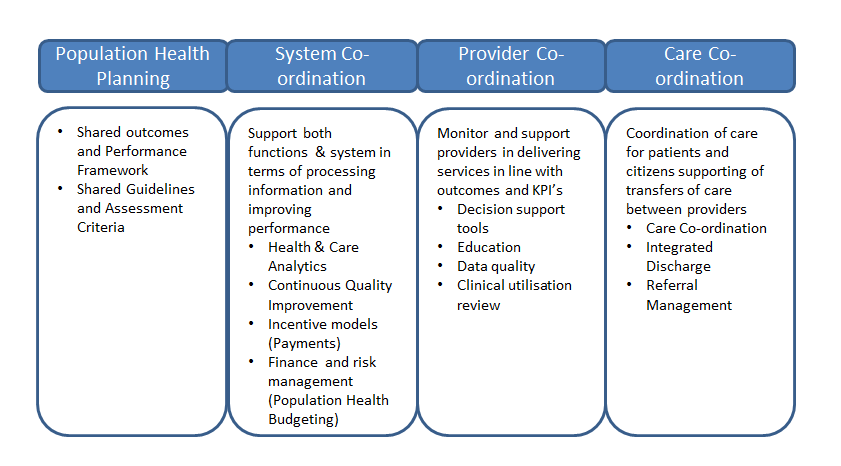 Population Health
Planning
System Co-
ordination
Provider Co-
ordination
Care Co-
ordination
• Shared outcomes
and Performance
Framework
• Shared Guidelines
and Assessment
Criteria
Support both
functions & system in
terms of processing
information and
improving
performance
• Health & Care
Analytics
• Continuous Quality
Improvement
• Incentive models
(Payments)
• Finance and risk
management
(Population Health
Budgeting)
Monitor and support
providers in delivering
services in line with
outcomes and KPI's
• Decision support
tools
• Education
• Data quality
• Clinical utilisation
review
Coordination of care
for patients and
citizens supporting of
transfers of care
between providers
• Care Co-ordination
• Integrated
Discharge
• Referral
Management